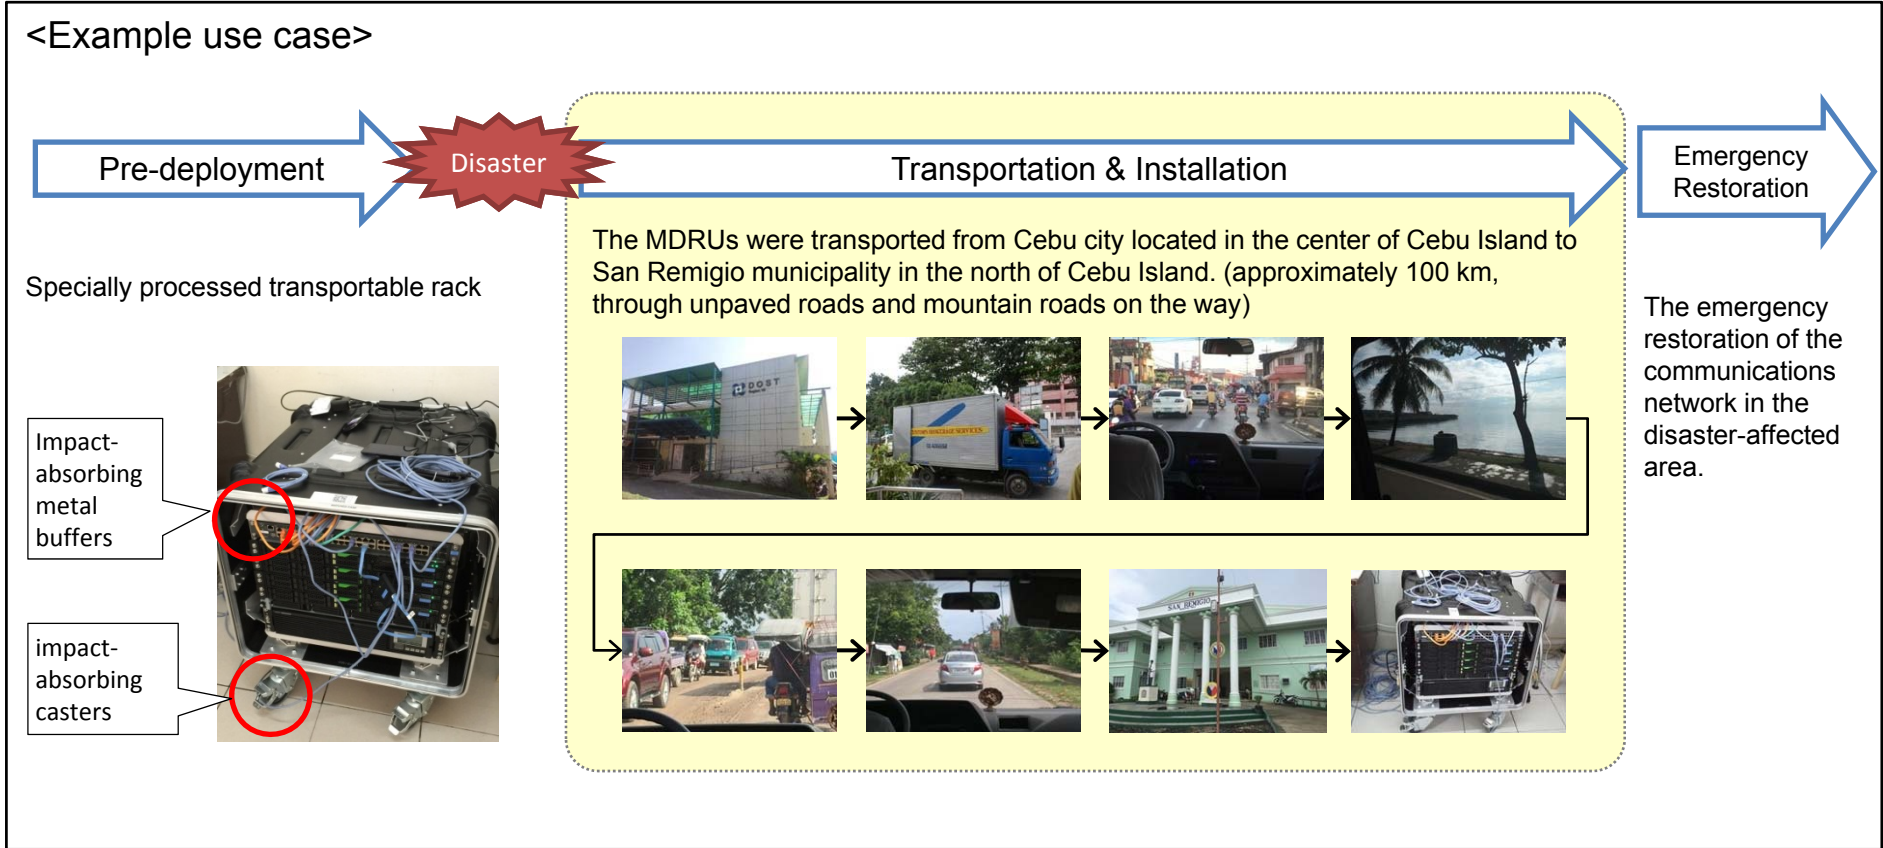 <Example use case>
Pre-deployment
Disaster
Transportation & Installation
Emergency
Restoration
Specially processed transportable rack
Impact-
absorbing
metal
buffers
impact-
absorbing
casters
The MDRUs were transported from Cebu city located in the center of Cebu Island to
San Remigio municipality in the north of Cebu Island. (approximately 100 km,
through unpaved roads and mountain roads on the way)
DOST
SAN REMIGIO
The emergency
restoration of the
communications
network in the
disaster-affected
area.